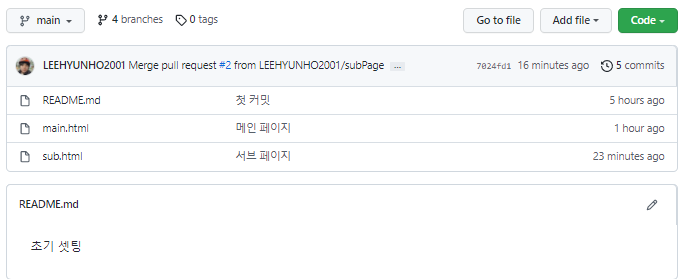 main 4 branches 0 tags Go to file Add file Code
LEEHYUNHO2001 Merge pull request #2 from LEEHYUNHO2001/subPage ... 7024fd1 16 minutes ago 5 commits
README.md 첫 커밋 5 hours ago
main.html 메인 페이지 1 hour ago
sub.html 서브 페이지 23 minutes ago
README.md
초기 셋팅